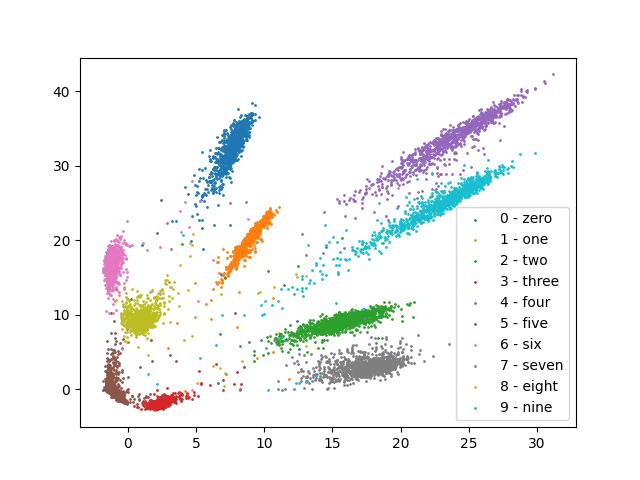 40
30
20
10
0
0 5 10 15 20 25 30
0 - zero
1 - one
2 - two
3 - three
4 - four
5 - five
6 - six
7 - seven
8 - eight
9 - nine